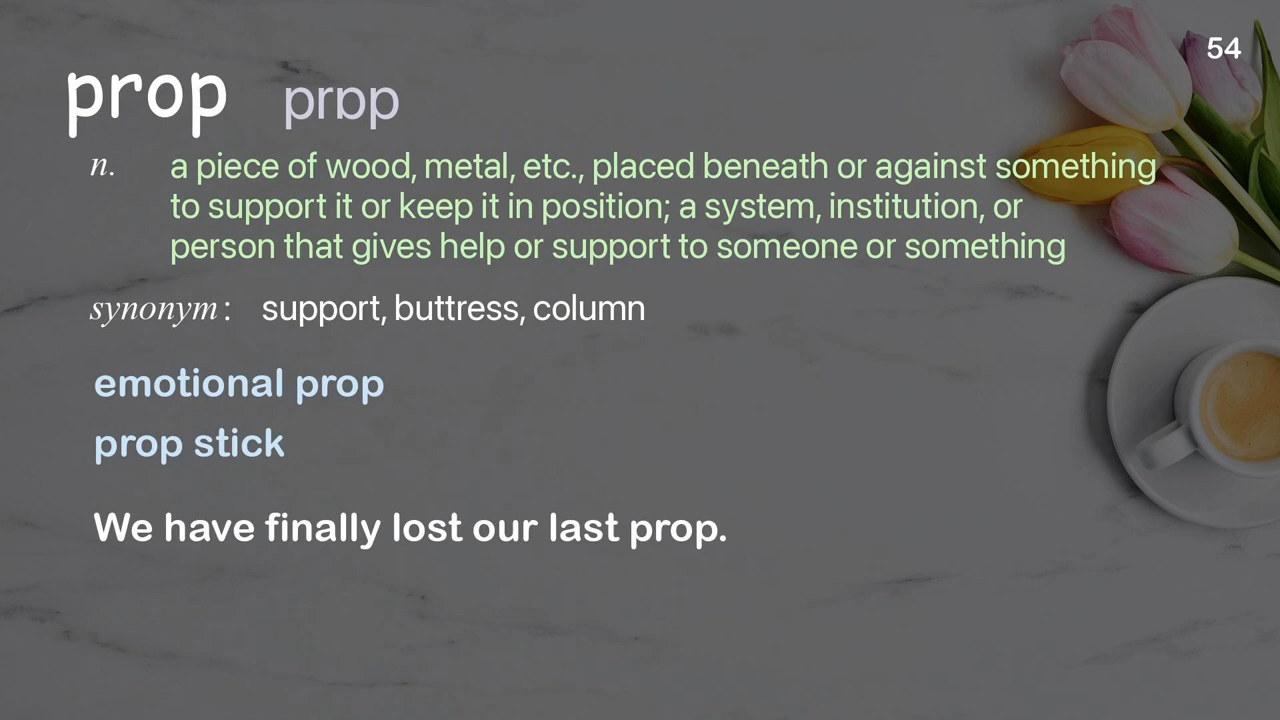 54
prop prɒp
n. a piece of wood, metal, etc., placed beneath or against something
to support it or keep it in position; a system, institution, or
person that gives help or support to someone or something
synonym: support, buttress, column
emotional prop
prop stick
We have finally lost our last prop.